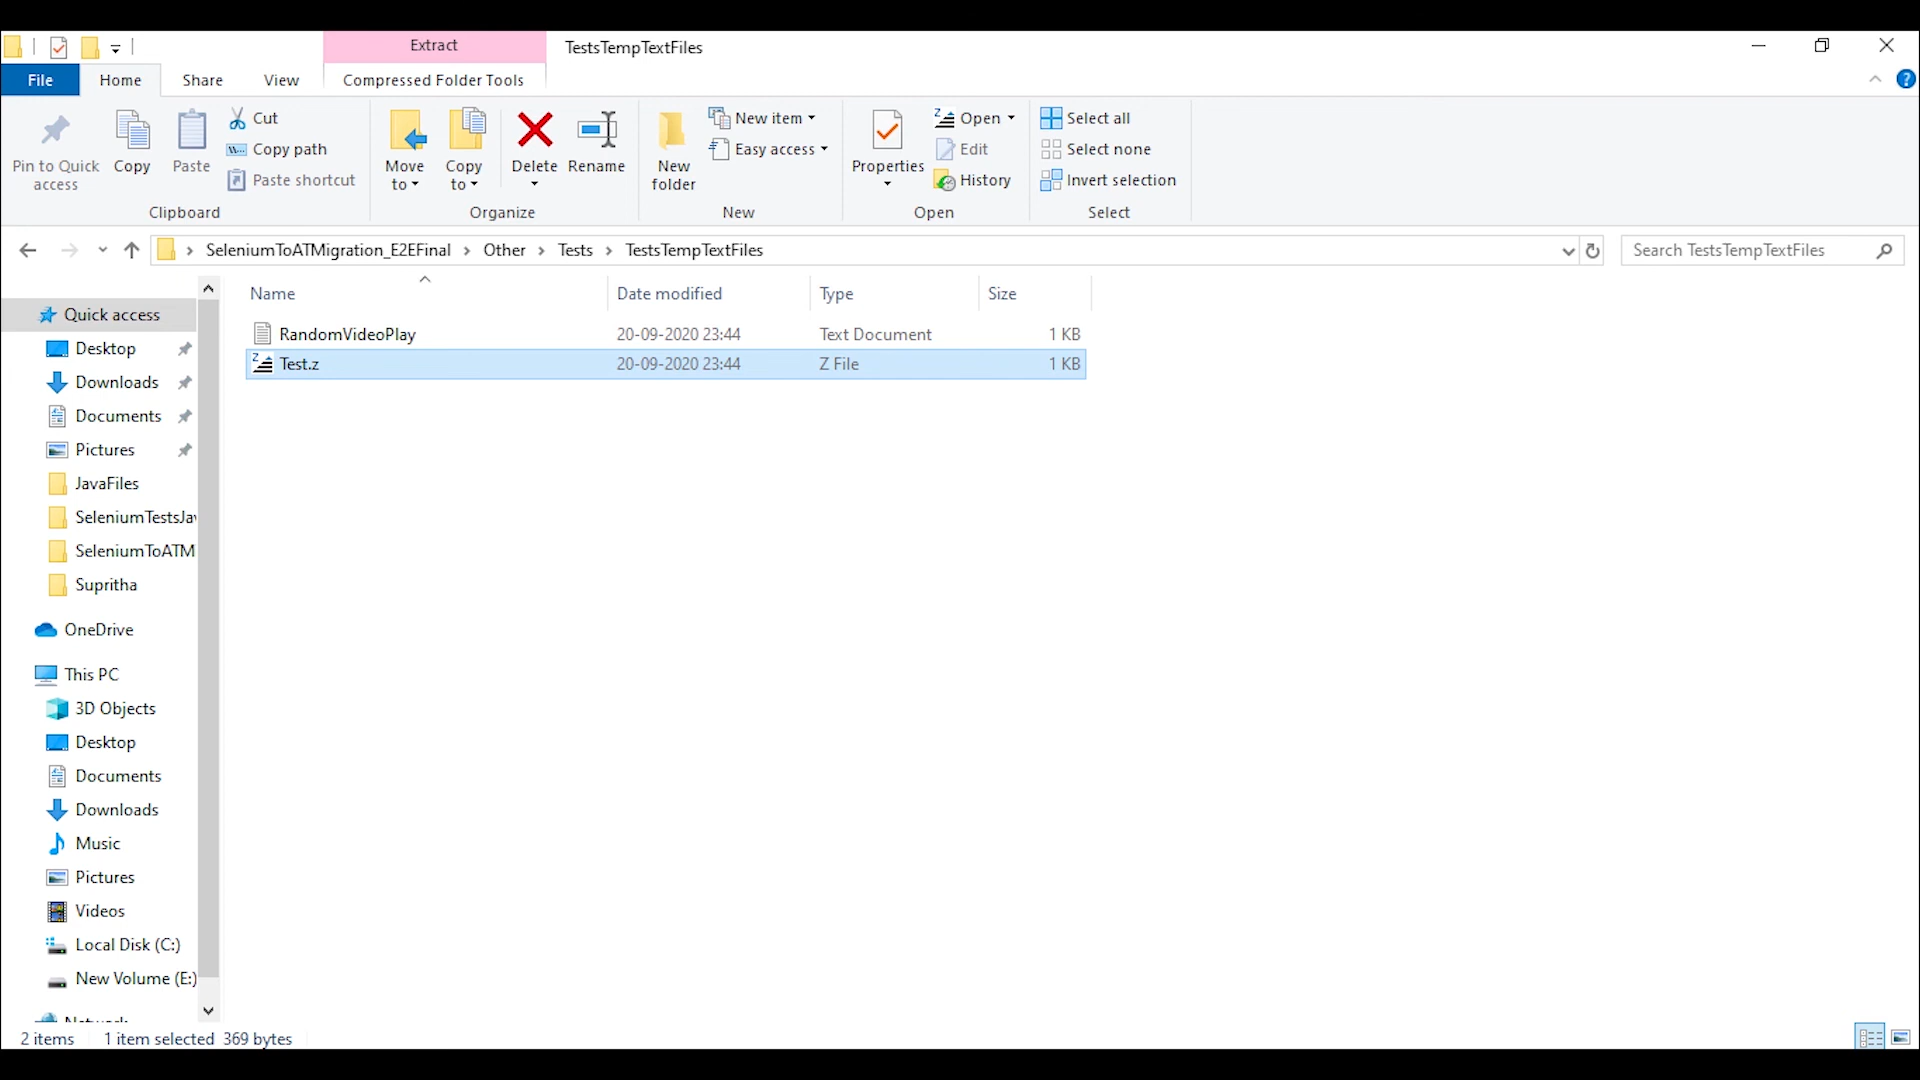 Extract
TestsTempTextFiles
File
Home
Share
View
Compressed Folder Tools
Pin to Quick access
Copy
Paste
Cut
Copy path
Paste shortcut
Clipboard
Move to
Copy to
Delete
Rename
Organize
New folder
New item
Easy access
New
Properties
Open
Edit
History
Open
Select all
Select none
Invert selection
Select
SeleniumToATMigration_E2EFinal > Other > Tests > TestsTempTextFiles
Search TestsTempTextFiles
Name Date modified Type Size
RandomVideoPlay 20-09-2020 23:44 Text Document 1 KB
Test.z 20-09-2020 23:44 Z File 1 KB
Quick access
Desktop
Downloads
Documents
Pictures
JavaFiles
SeleniumTestsJav
SeleniumToATM
Supritha
OneDrive
This PC
3D Objects
Desktop
Documents
Downloads
Music
Pictures
Videos
Local Disk (C:)
New Volume (E:)
Network
2 items 1 item selected 369 bytes